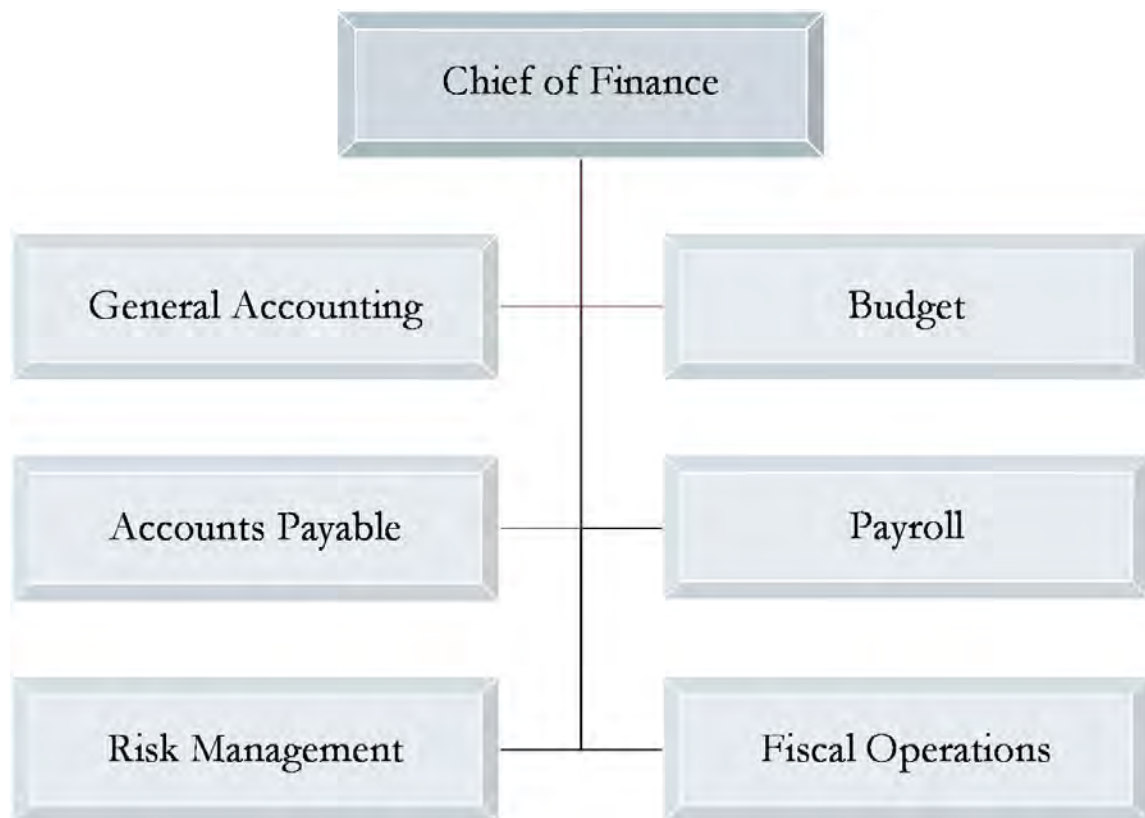 Chief of Finance
General Accounting
Budget
Accounts Payable
Payroll
Risk Management
Fiscal Operations